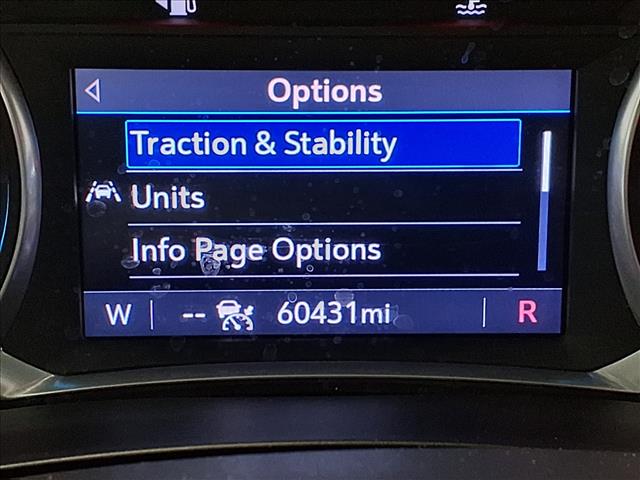 Options
Traction & Stability
Units
Info Page Options
W -- 60431mi R